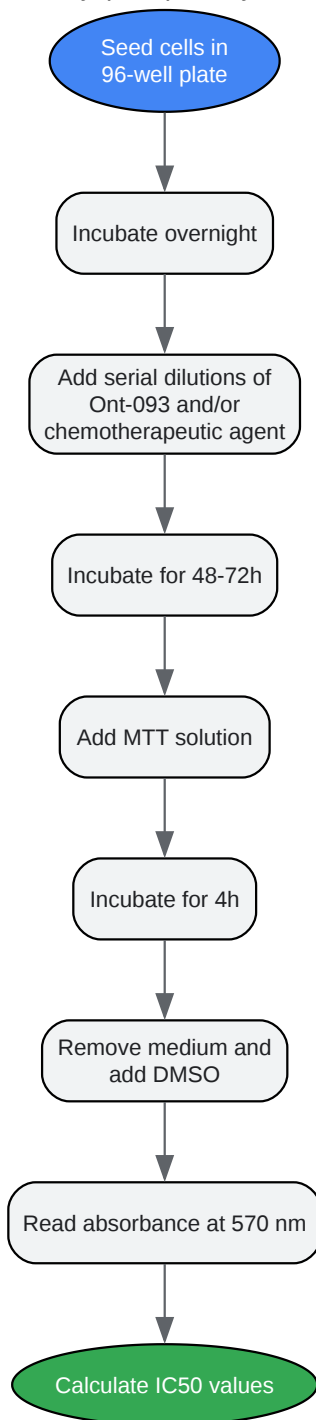 Seed cells in
96-well plate
Incubate overnight
Add serial dilutions of
Ont-093 and/or
chemotherapeutic agent
Incubate for 48-72h
Add MTT solution
Incubate for 4h
Remove medium and
add DMSO
Read absorbance at 570 nm
Calculate IC50 values